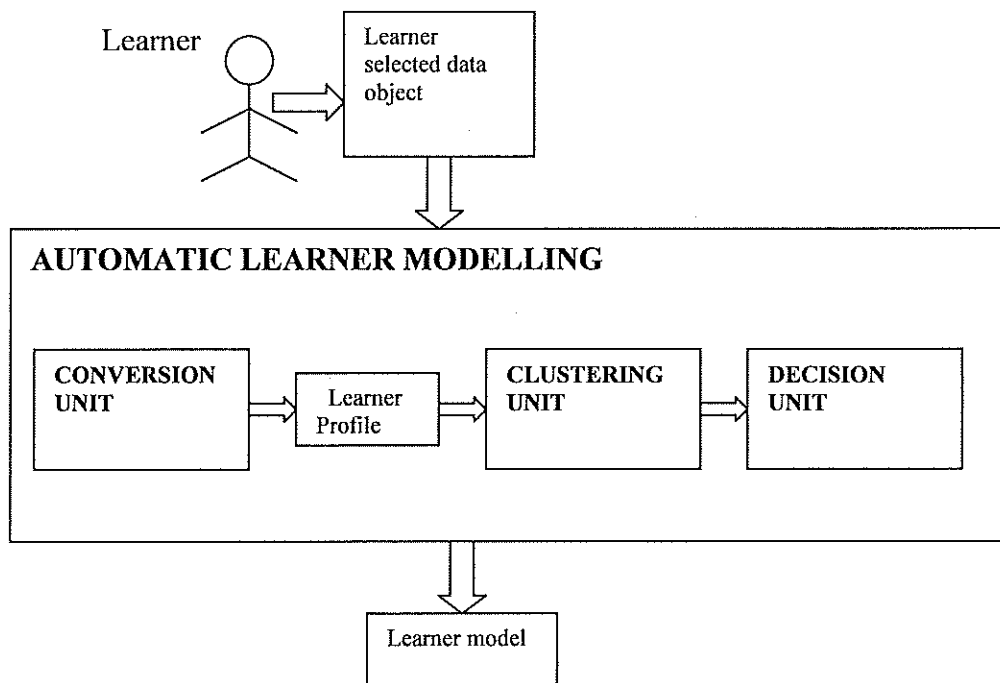 Learner
Learner
selected data
object
AUTOMATIC LEARNER MODELLING
CONVERSION
UNIT
Learner
Profile
CLUSTERING
UNIT
DECISION
UNIT
Learner model